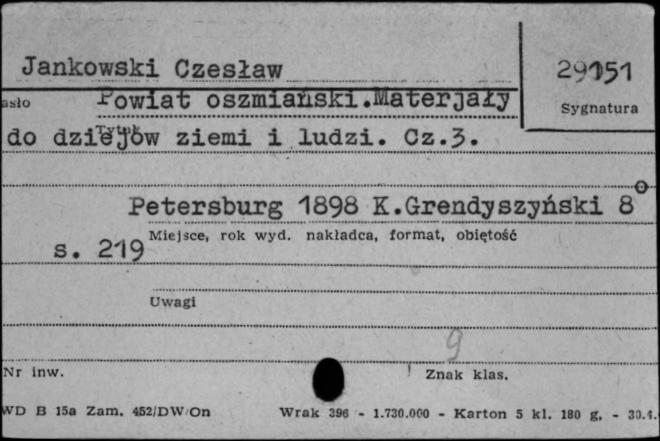 Jankowski Czesław
29151
Sygnatura
asło
Powiat oszmiański.Materjały
Tytuł
do dziejów ziemi i ludzi. Cz.3.
Petersburg 1898 K.Grendyszyński 8°
Miejsce, rok wyd. nakładca, format, obiętość
s. 219
Uwagi
9
Nr inw.
Znak klas.
WD B 15a Zam. 452/DW/On
Wrak 396 - 1.730.000 - Karton 5 kl. 180 g, - 30.4.